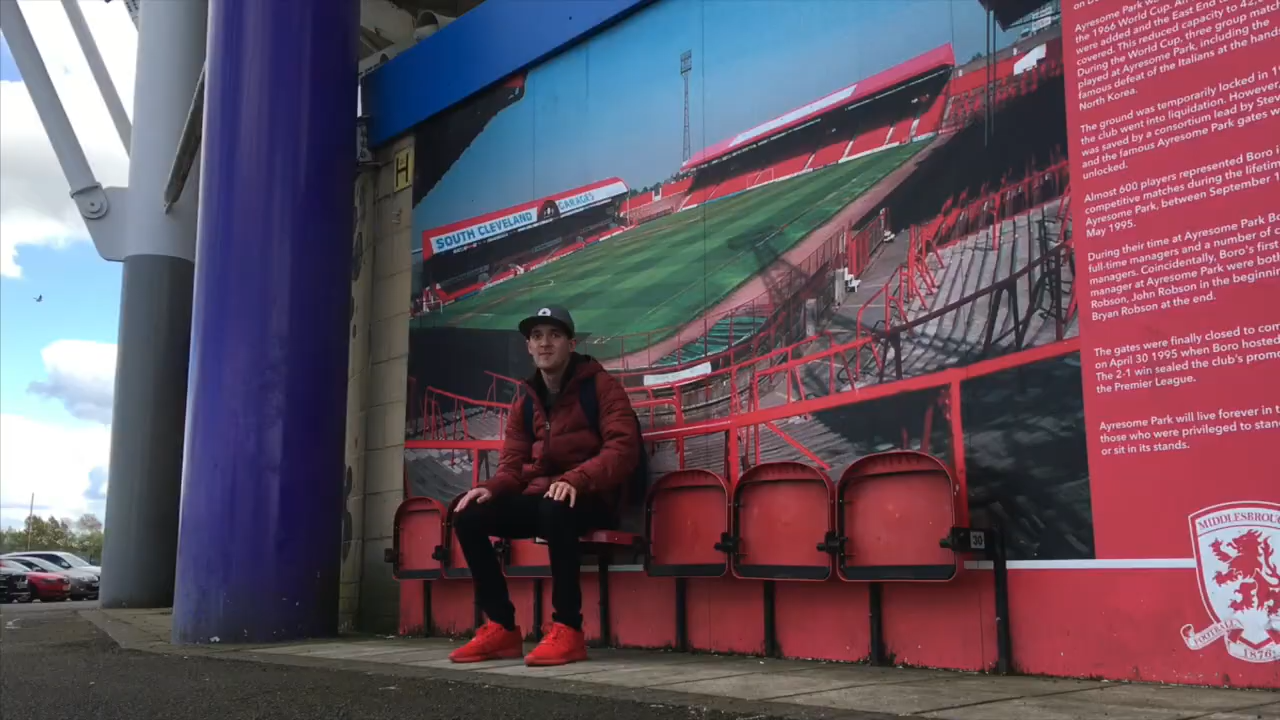 on
Ayresome Park w
the 1966 World Cup. A
were added and the East End t
covered. This reduced capacity to 42,
During the World Cup, three group matc
played at Ayresome Park, including the
famous defeat of the Italians at the hand
North Korea.
The ground was temporarily locked in 1
the club went into liquidation. However
was saved by a consortium lead by Stev
and the famous Ayresome Park gates w
unlocked.
Almost 600 players represented Boro i
competitive matches during the lifetim
Ayresome Park, between September 1
May 1995.
During their time at Ayresome Park Bo
full-time managers and a number of c
managers. Coincidentally, Boro's first
manager at Ayresome Park were both
Robson, John Robson in the beginnin
Bryan Robson at the end.
The gates were finally closed to com
on April 30 1995 when Boro hosted
The 2-1 win sealed the club's promo
the Premier League.
Ayresome Park will live forever in t
those who were privileged to stan
or sit in its stands.
H
SOUTH CLEVELAND GARAGES
30
MIDDLESBROU
FOOTBALL
1876